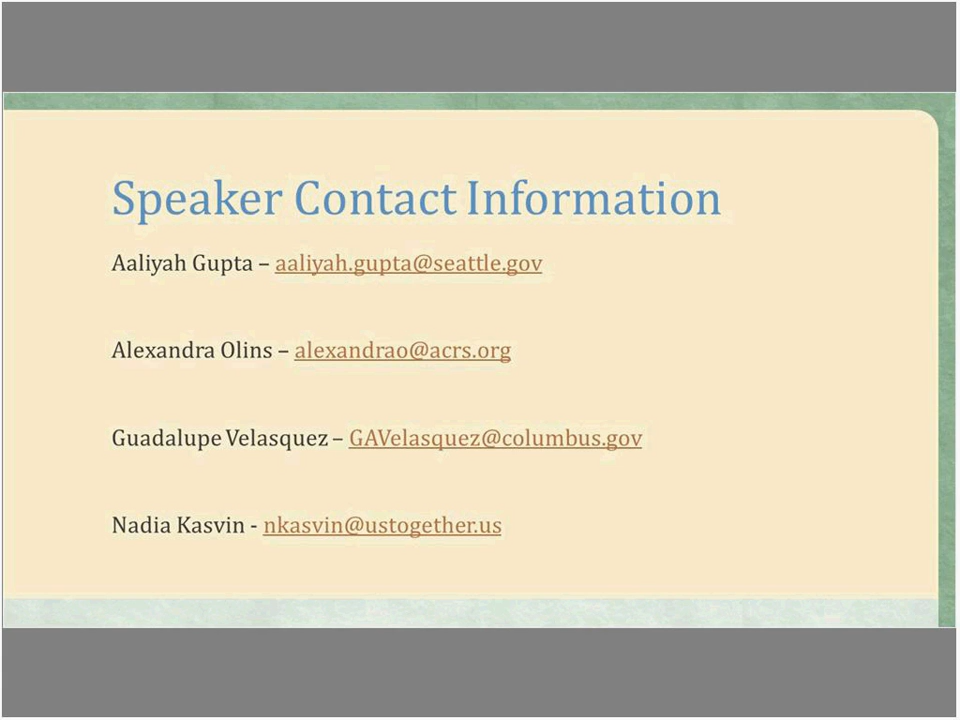 Speaker Contact Information
Aaliyah Gupta – aaliyah.gupta@seattle.gov
Alexandra Olins – alexandrao@acrs.org
Guadalupe Velasquez – GAVelasquez@columbus.gov
Nadia Kasvin - nkasvin@ustogether.us